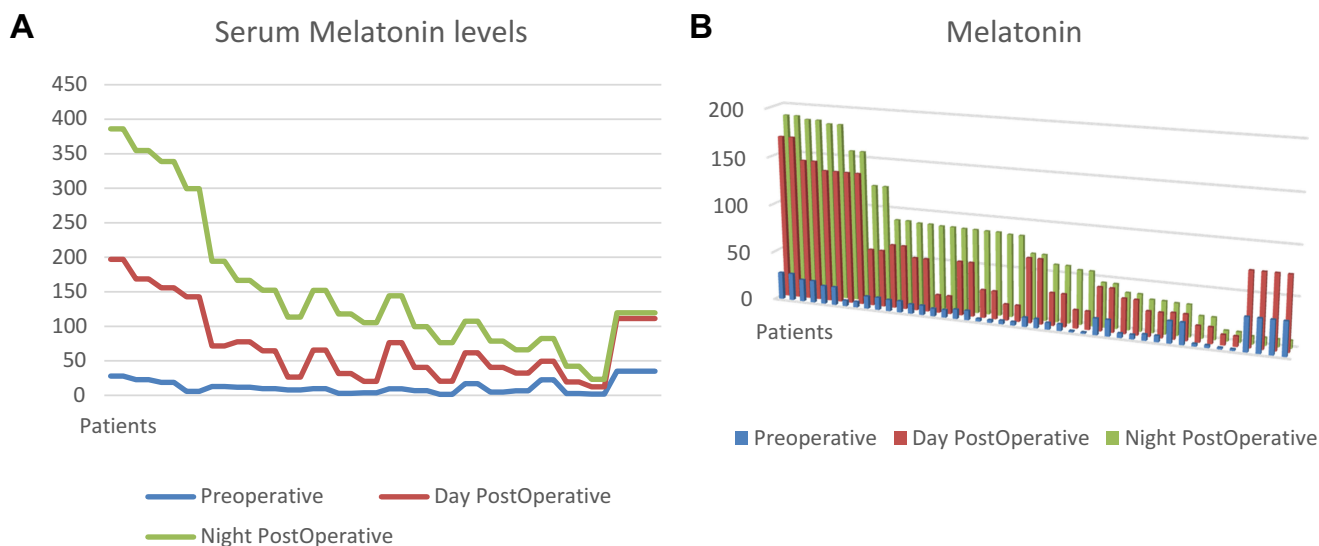 A
Serum Melatonin levels
450
400
350
300
250
200
150
100
50
0
Patients
Preoperative
Day PostOperative
Night PostOperative
B
Melatonin
200
150
100
50
0
Patients
Preoperative
Day PostOperative
Night PostOperative